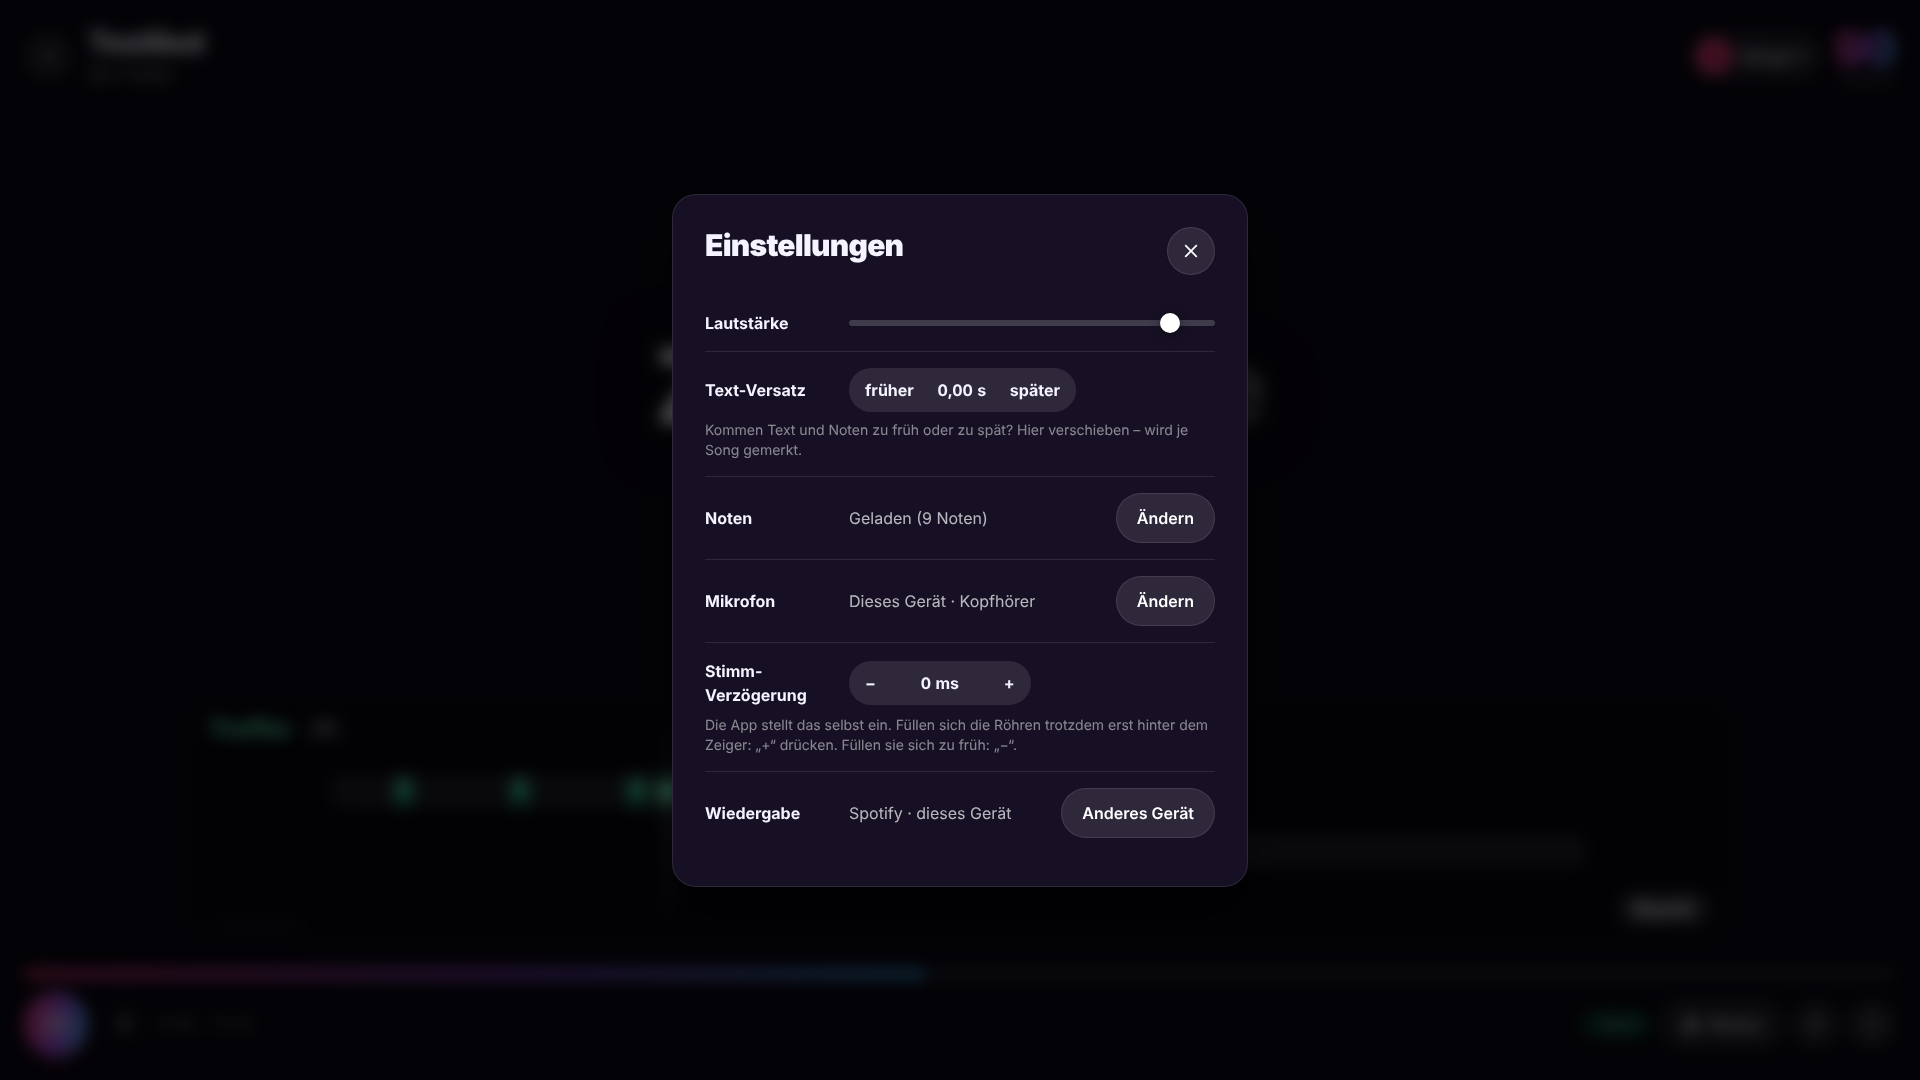 Einstellungen
Lautstärke
Text-Versatz
früher 0,00 s später
Kommen Text und Noten zu früh oder zu spät? Hier verschieben – wird je
Song gemerkt.
Noten
Geladen (9 Noten)
Ändern
Mikrofon
Dieses Gerät · Kopfhörer
Ändern
Stimm-
Verzögerung
– 0 ms +
Die App stellt das selbst ein. Füllen sich die Röhren trotzdem erst hinter dem
Zeiger: „+“ drücken. Füllen sie sich zu früh: „−“.
Wiedergabe
Spotify · dieses Gerät
Anderes Gerät